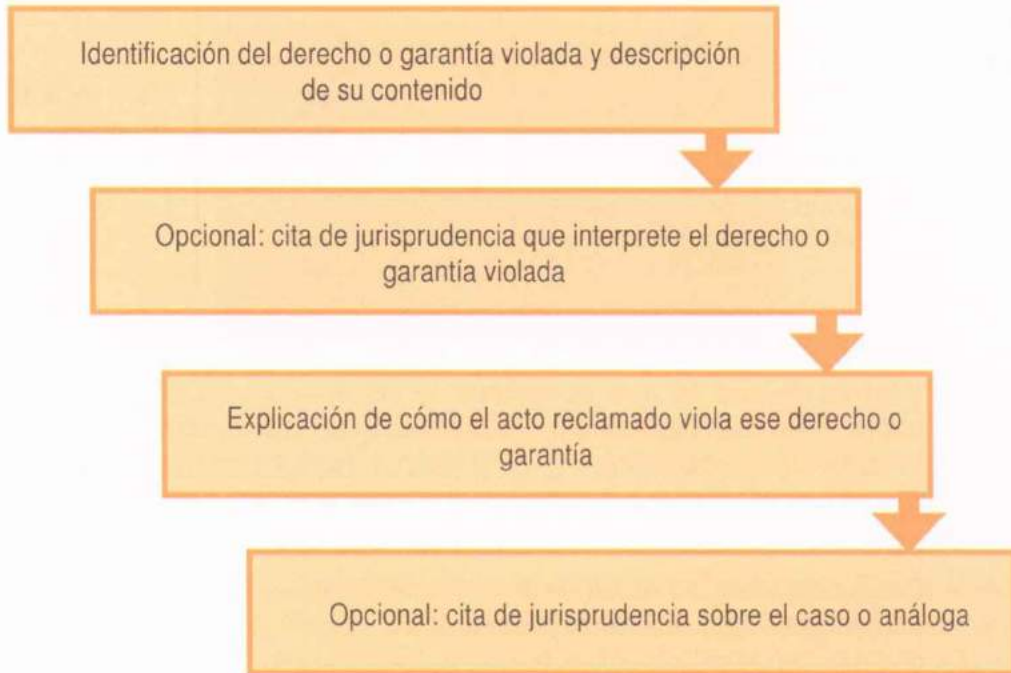 Identificación del derecho o garantía violada y descripción
de su contenido
Opcional: cita de jurisprudencia que interprete el derecho o
garantía violada
Explicación de cómo el acto reclamado viola ese derecho o
garantía
Opcional: cita de jurisprudencia sobre el caso o análoga